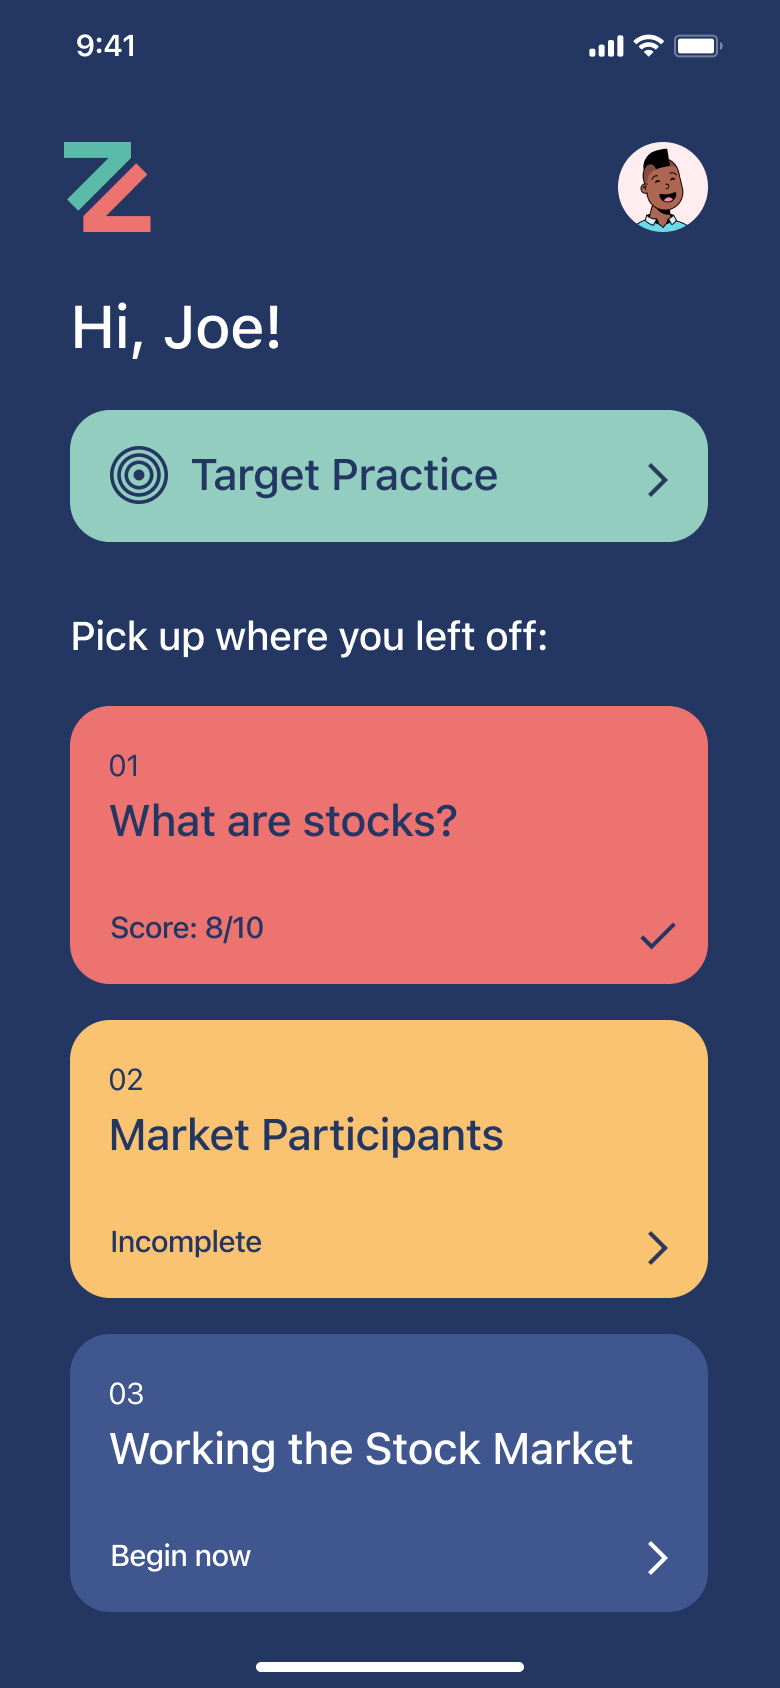 9:41
Hi, Joe!
Target Practice
Pick up where you left off:
01
What are stocks?
Score: 8/10
02
Market Participants
Incomplete
03
Working the Stock Market
Begin now